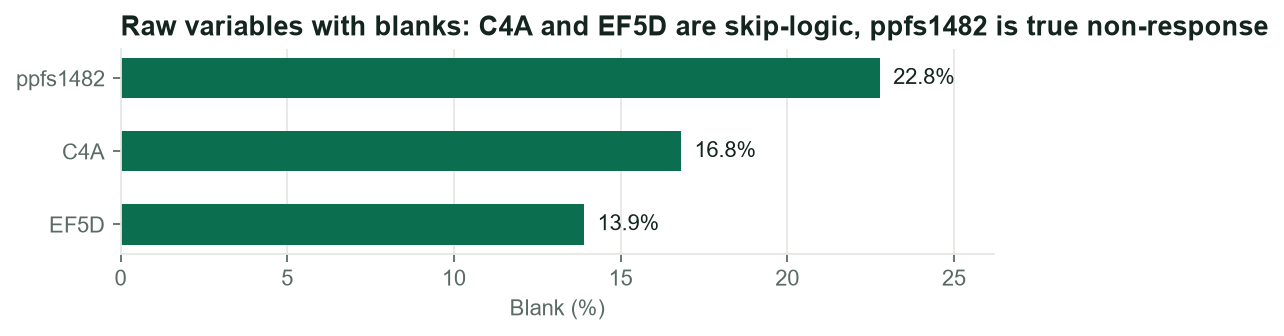 Raw variables with blanks: C4A and EF5D are skip-logic, ppfs1482 is true non-response
ppfs1482
22.8%
C4A
16.8%
EF5D
13.9%
0 5 10 15 20 25
Blank (%)